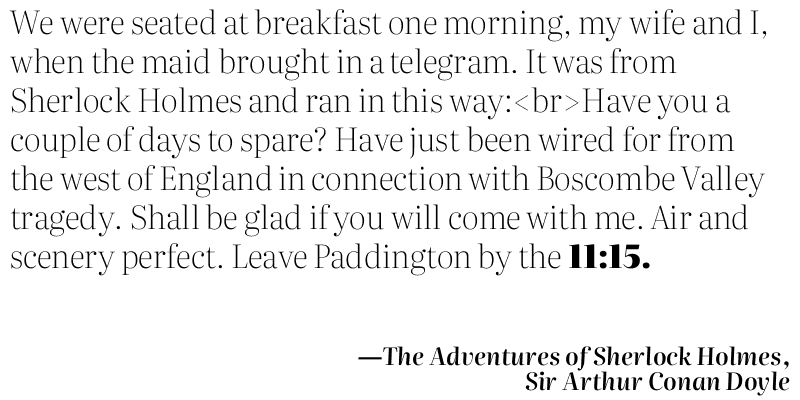 We were seated at breakfast one morning, my wife and I,
when the maid brought in a telegram. It was from
Sherlock Holmes and ran in this way:<br>Have you a
couple of days to spare? Have just been wired for from
the west of England in connection with Boscombe Valley
tragedy. Shall be glad if you will come with me. Air and
scenery perfect. Leave Paddington by the 11:15.
—The Adventures of Sherlock Holmes,
Sir Arthur Conan Doyle